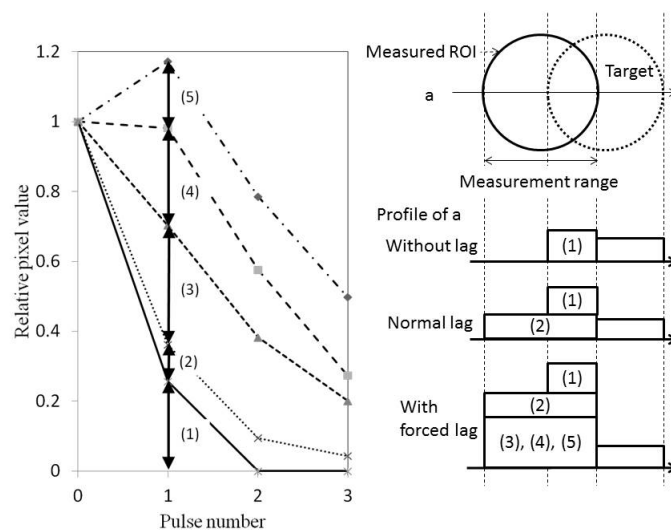 1.2
1
0.8
0.6
0.4
0.2
0
0
1
2
3
Relative pixel value
Pulse number
(5)
(4)
(3)
(2)
(1)
Measured ROI
Target
a
Measurement range
Profile of a
Without lag
(1)
Normal lag
(1)
(2)
With
forced lag
(1)
(2)
(3), (4), (5)